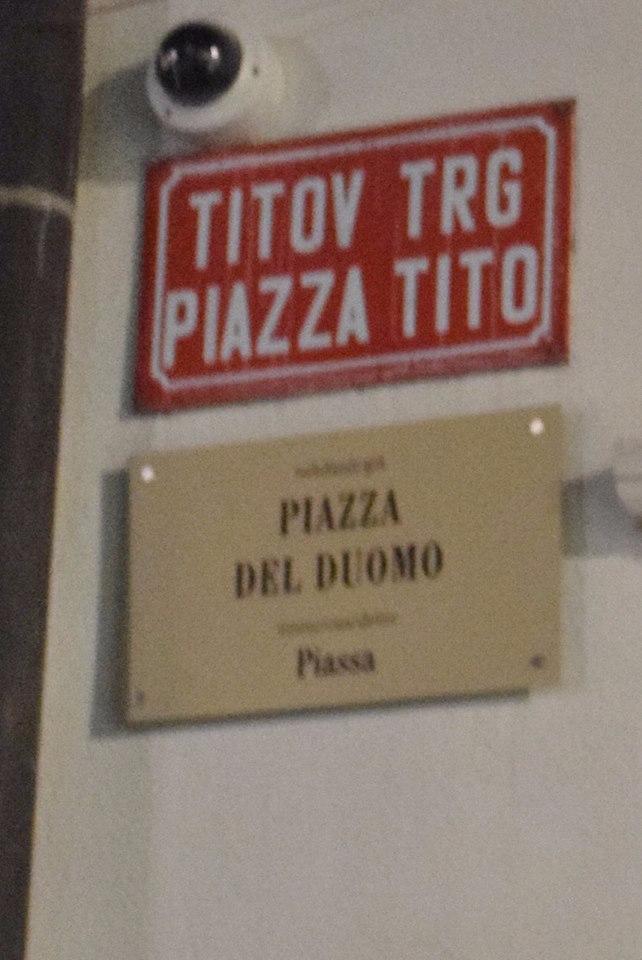 TITOV TRG
PIAZZA TITO
PIAZZA
DEL DUOMO
Piassa